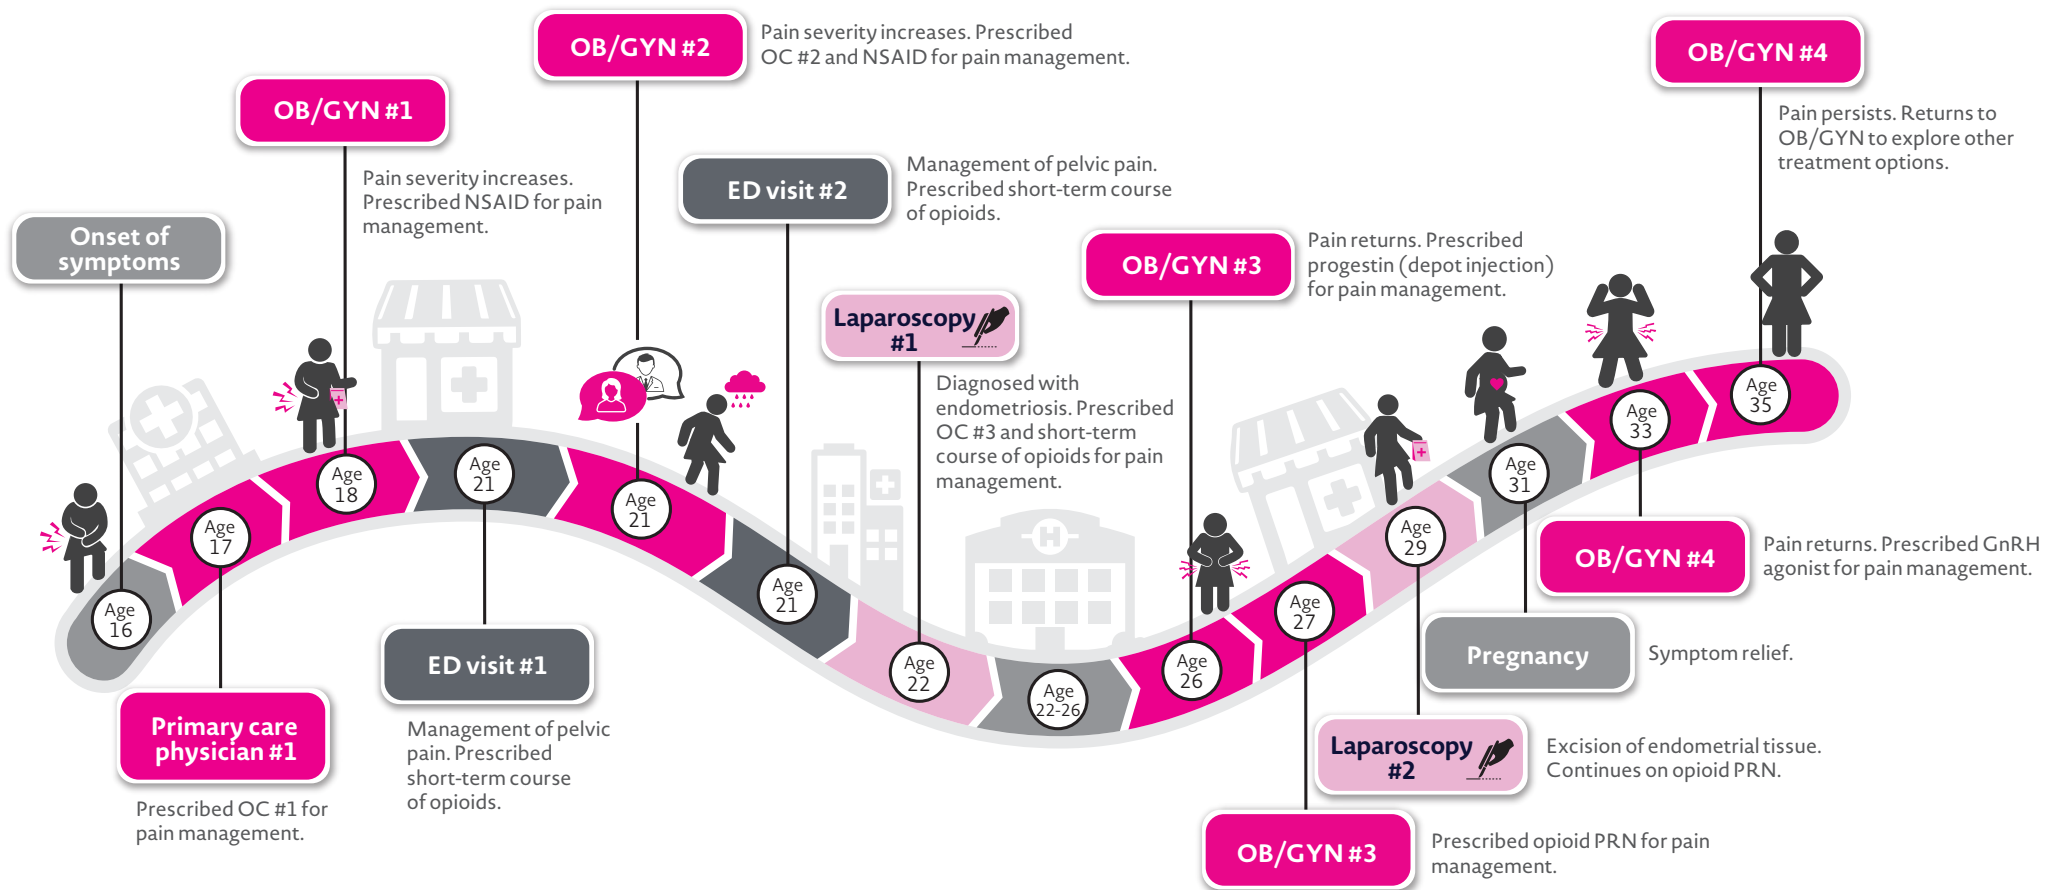 Onset of
symptoms
Age
16
Primary care
physician #1
Prescribed OC #1 for
pain management.
Age
17
OB/GYN #1
Pain severity increases.
Prescribed NSAID for pain
management.
Age
18
Age
21
ED visit #1
Management of pelvic
pain. Prescribed
short-term course
of opioids.
OB/GYN #2
Pain severity increases. Prescribed
OC #2 and NSAID for pain management.
Age
21
ED visit #2
Management of pelvic pain.
Prescribed short-term course
of opioids.
Age
21
Laparoscopy
#1
Diagnosed with
endometriosis. Prescribed
OC #3 and short-term
course of opioids for pain
management.
Age
22
H
Age
22-26
OB/GYN #3
Pain returns. Prescribed
progestin (depot injection)
for pain management.
Age
26
Age
27
OB/GYN #3
Prescribed opioid PRN for pain
management.
Age
29
Laparoscopy
#2
Excision of endometrial tissue.
Continues on opioid PRN.
Age
31
Pregnancy
Symptom relief.
Age
33
OB/GYN #4
Pain returns. Prescribed GnRH
agonist for pain management.
OB/GYN #4
Pain persists. Returns to
OB/GYN to explore other
treatment options.
Age
35